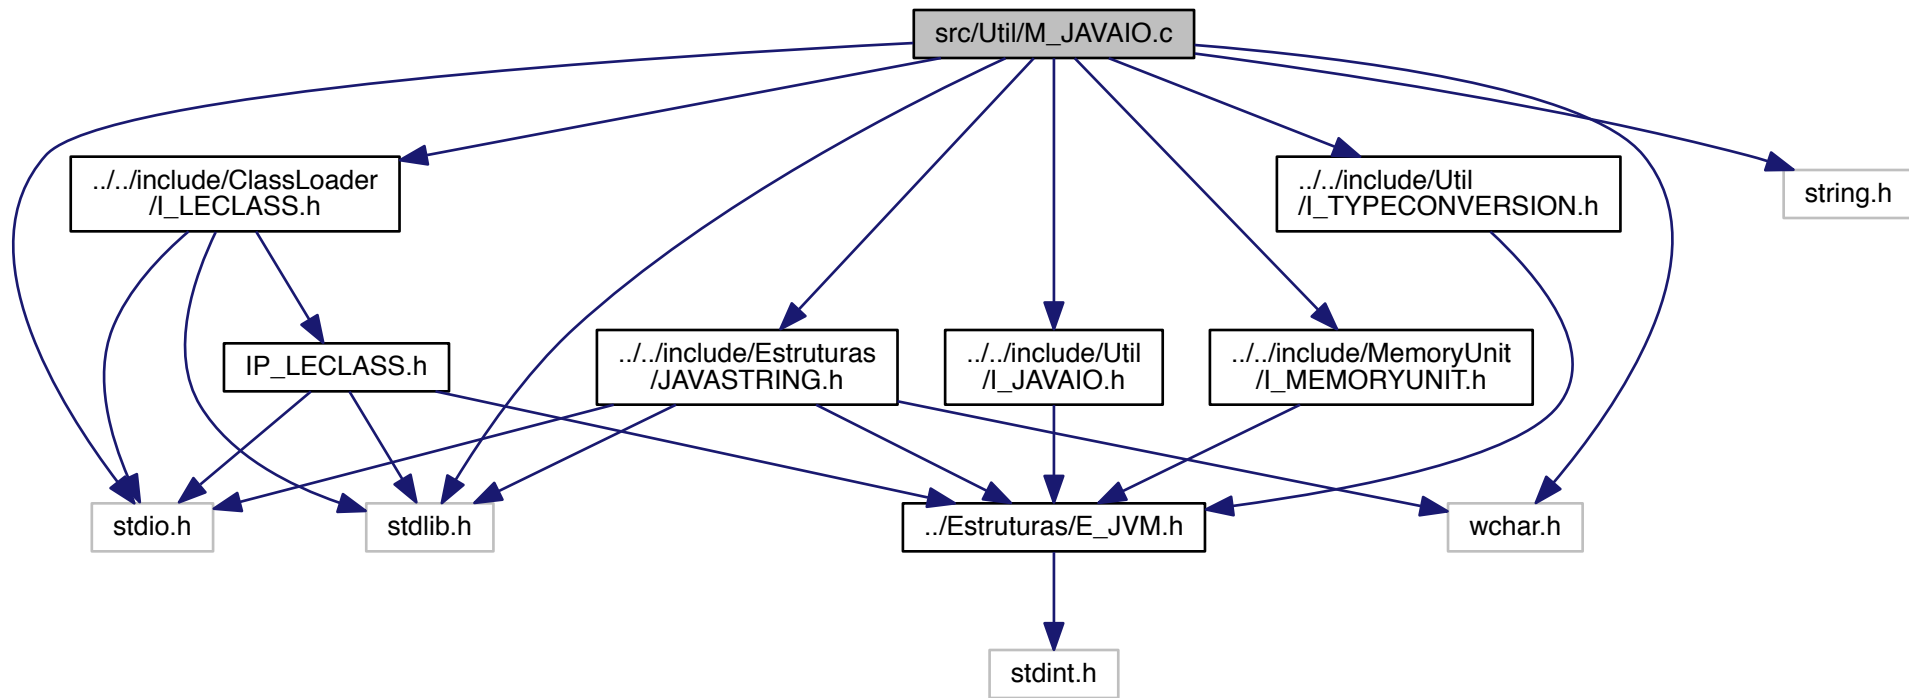 src/Util/M_JAVAIO.c
../../include/ClassLoader
/I_LECLASS.h
../../include/Util
/I_TYPECONVERSION.h
string.h
IP_LECLASS.h
../../include/Estruturas
/JAVASTRING.h
../../include/Util
/I_JAVAIO.h
../../include/MemoryUnit
/I_MEMORYUNIT.h
stdio.h
stdlib.h
../Estruturas/E_JVM.h
wchar.h
stdint.h